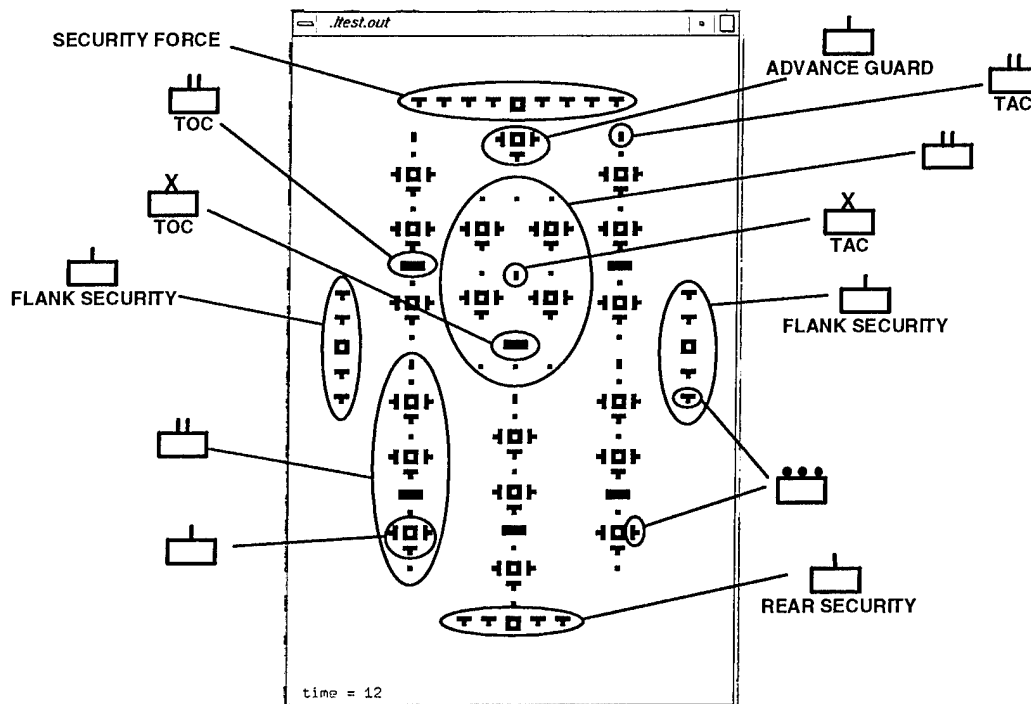 ./test.out
SECURITY FORCE
ADVANCE GUARD
TAC
TOC
X
TOC
X
TAC
FLANK SECURITY
FLANK SECURITY
REAR SECURITY
time = 12